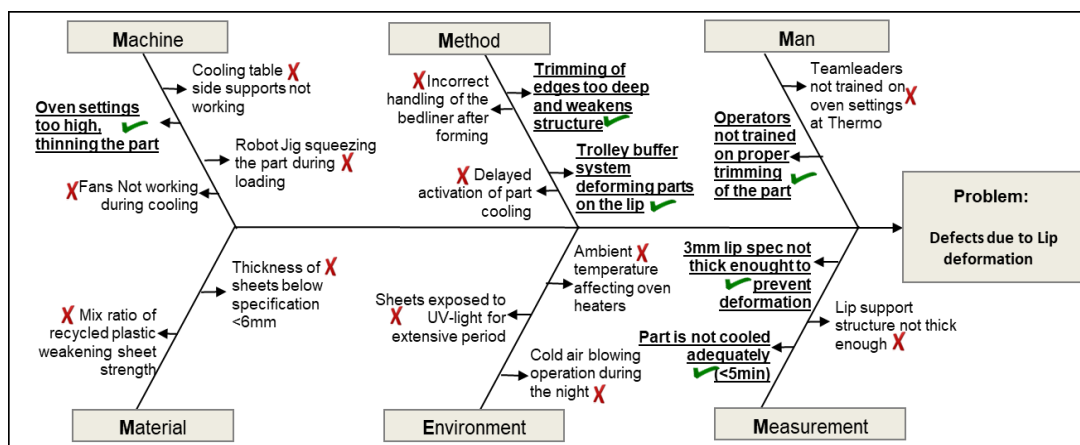 Machine
Method
Man
Cooling table
side supports not
working
Oven settings
too high,
thinning the part
Robot Jig squeezing
the part during
loading
Fans Not working
during cooling
Incorrect
handling of the
bedliner after
forming
Trimming of
edges too deep
and weakens
structure
Delayed
activation of part
cooling
Trolley buffer
system
deforming parts
on the lip
Teamleaders
not trained on
oven settings
at Thermo
Operators
not trained
on proper
trimming
of the part
Problem:
Defects due to Lip
deformation
Thickness of
sheets below
specification
<6mm
Mix ratio of
recycled plastic
weakening sheet
strength
Ambient
temperature
affecting oven
heaters
Sheets exposed to
UV-light for
extensive period
Cold air blowing
operation during
the night
3mm lip spec not
thick enought to
prevent
deformation
Lip support
structure not thick
enough
Part is not cooled
adequately
(<5min)
Material
Environment
Measurement